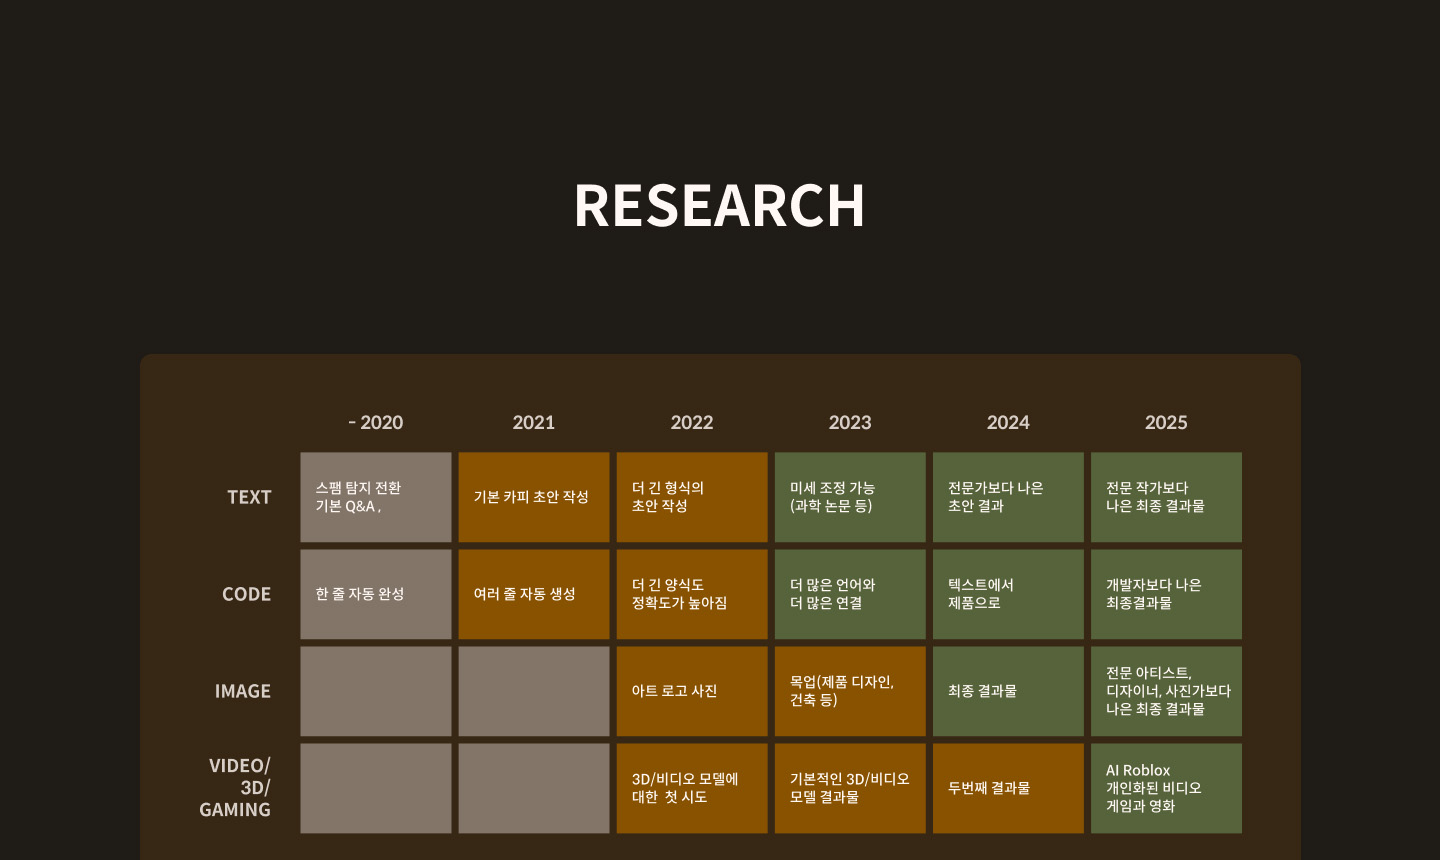 RESEARCH
- 2020 2021 2022 2023 2024 2025
TEXT
스팸 탐지 전환
기본 Q&A ,
기본 카피 초안 작성
더 긴 형식의
초안 작성
미세 조정 가능
(과학 논문 등)
전문가보다 나은
초안 결과
전문 작가보다
나은 최종 결과물
CODE
한 줄 자동 완성
여러 줄 자동 생성
더 긴 양식도
정확도가 높아짐
더 많은 언어와
더 많은 연결
텍스트에서
제품으로
개발자보다 나은
최종결과물
IMAGE
아트 로고 사진
목업(제품 디자인,
건축 등)
최종 결과물
전문 아티스트,
디자이너, 사진가보다
나은 최종 결과물
VIDEO/
3D/
GAMING
3D/비디오 모델에
대한 첫 시도
기본적인 3D/비디오
모델 결과물
두번째 결과물
AI Roblox
개인화된 비디오
게임과 영화